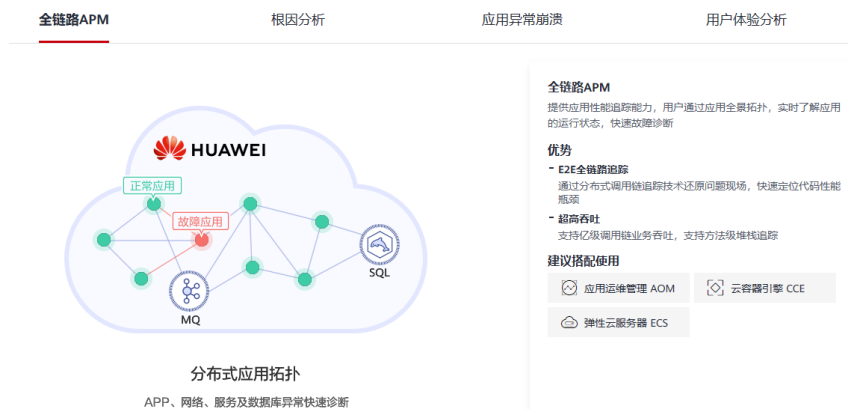 全链路APM
根因分析
应用异常崩溃
用户体验分析
HUAWEI
正常应用
故障应用
SQL
MQ
分布式应用拓扑
APP、网络、服务及数据库异常快速诊断
全链路APM
提供应用性能追踪能力，用户通过应用全景拓扑，实时了解应用
的运行状态，快速故障诊断
优势
- E2E全链路追踪
通过分布式调用链追踪技术还原问题现场，快速定位代码性能
瓶颈
- 超高吞吐
支持亿级调用链业务吞吐，支持方法级堆栈追踪
建议搭配使用
应用运维管理 AOM
云容器引擎 CCE
弹性云服务器 ECS